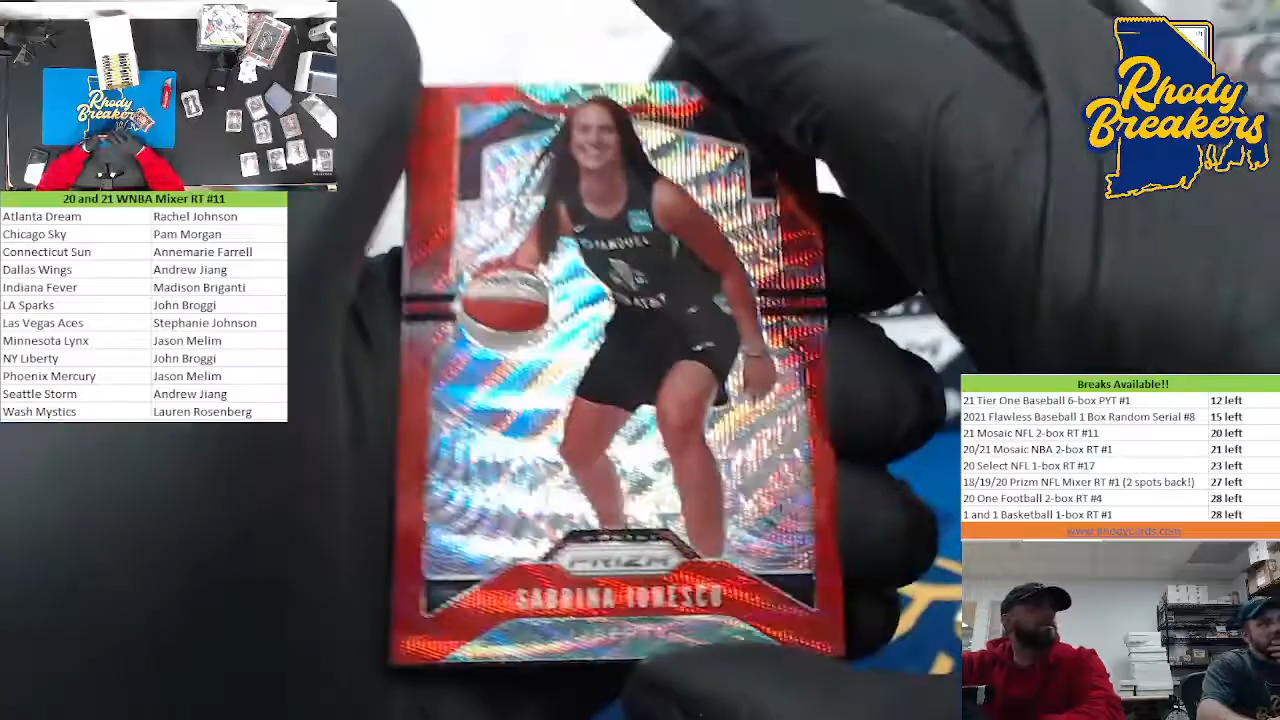 Rhody
Breakers
20 and 21 WNBA Mixer RT #11
Atlanta Dream Rachel Johnson
Chicago Sky Pam Morgan
Connecticut Sun Annemarie Farrell
Dallas Wings Andrew Jiang
Indiana Fever Madison Briganti
LA Sparks John Broggi
Las Vegas Aces Stephanie Johnson
Minnesota Lynx Jason Melim
NY Liberty John Broggi
Phoenix Mercury Jason Melim
Seattle Storm Andrew Jiang
Wash Mystics Lauren Rosenberg
PRIZM
SABRINA IONESCU
Rhody
Breakers
Breaks Available!!
21 Tier One Baseball 6-box PYT #1 12 left
2021 Flawless Baseball 1 Box Random Serial #8 15 left
21 Mosaic NFL 2-box RT #11 20 left
20/21 Mosaic NBA 2-box RT #1 21 left
20 Select NFL 1-box RT #17 23 left
18/19/20 Prizm NFL Mixer RT #1 (2 spots back!) 27 left
20 One Football 2-box RT #4 28 left
1 and 1 Basketball 1-box RT #1 28 left
www.RhodyCards.com